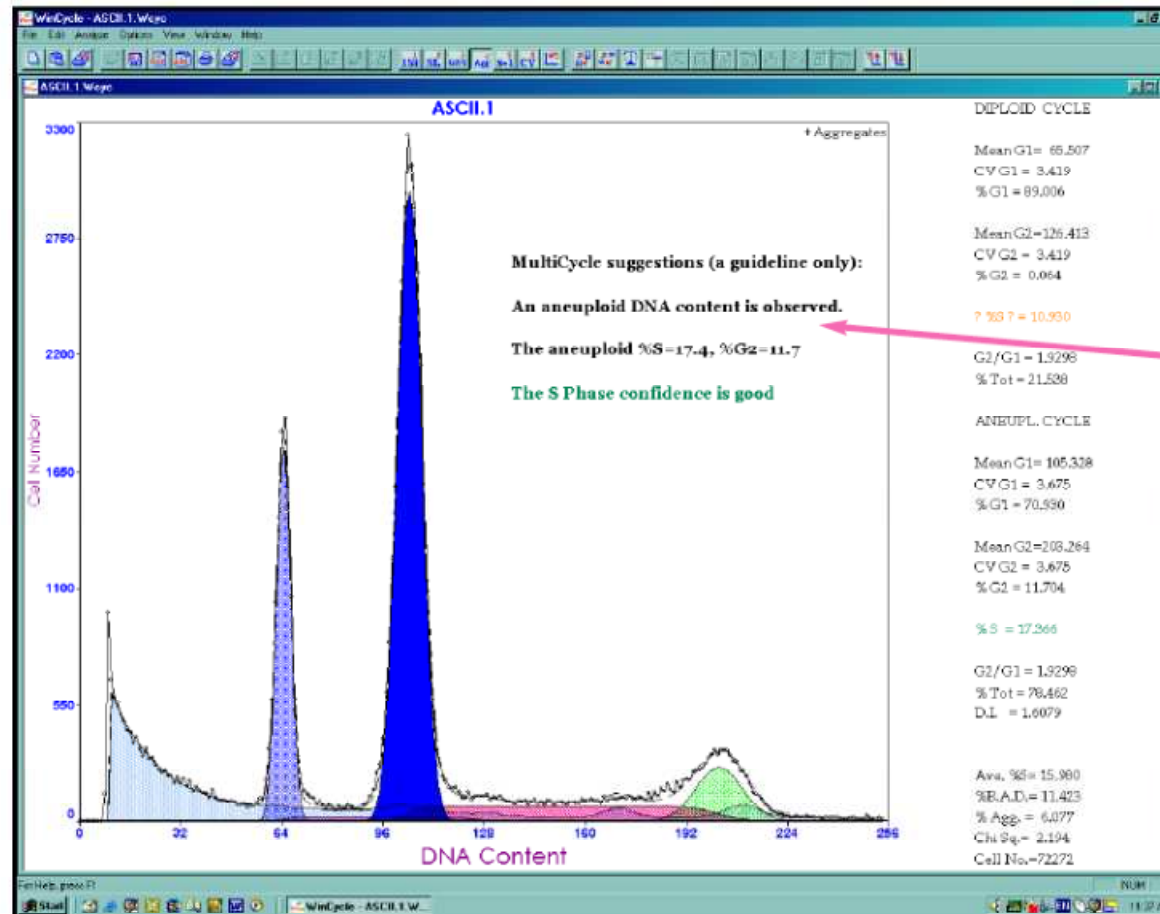 WinCycle - ASCII.1.Weyo
File Edit Analyze Options View Window Help
ASCII.1.Weyo
ASCII.1
+ Aggregates
3300
2750
2200
1650
1100
550
0
Cell Number
0 32 64 96 128 160 192 224 256
DNA Content
MultiCycle suggestions (a guideline only):
An aneuploid DNA content is observed.
The aneuploid %S=17.4, %G2=11.7
The S Phase confidence is good
DIPLOID CYCLE
Mean G1= 65.507
CV G1 = 3.419
% G1 = 89.006
Mean G2=126.413
CV G2 = 3.419
% G2 = 0.064
? %S ? = 10.930
G2/G1 = 1.9298
% Tot = 21.538
ANEUPL. CYCLE
Mean G1= 105.328
CV G1 = 3.675
% G1 = 70.930
Mean G2=203.264
CV G2 = 3.675
% G2 = 11.704
% S = 17.366
G2/G1 = 1.9298
% Tot = 78.462
D.I. = 1.6079
Ave. %S= 15.980
%B.A.D.= 11.423
% Agg. = 6.077
Chi Sq.= 2.194
Cell No.=72272
For Help, press F1
NUM
Start
WinCycle - ASCII.1.W...